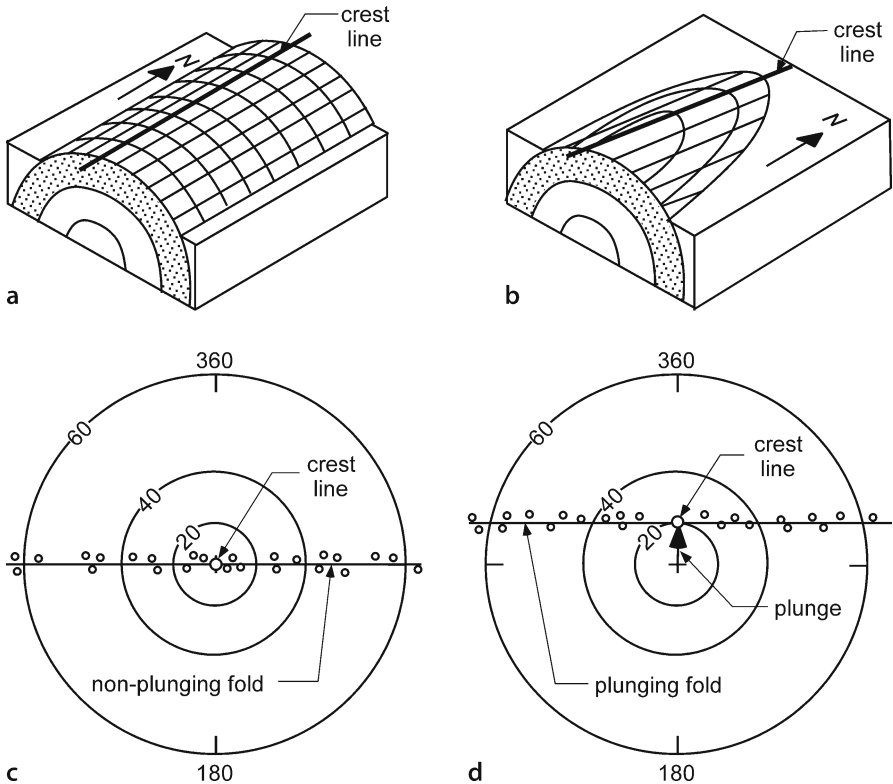 crest
line
N
a
crest
line
N
b
360
60
40
20
crest
line
non-plunging fold
180
c
360
60
40
20
crest
line
plunge
plunging fold
180
d